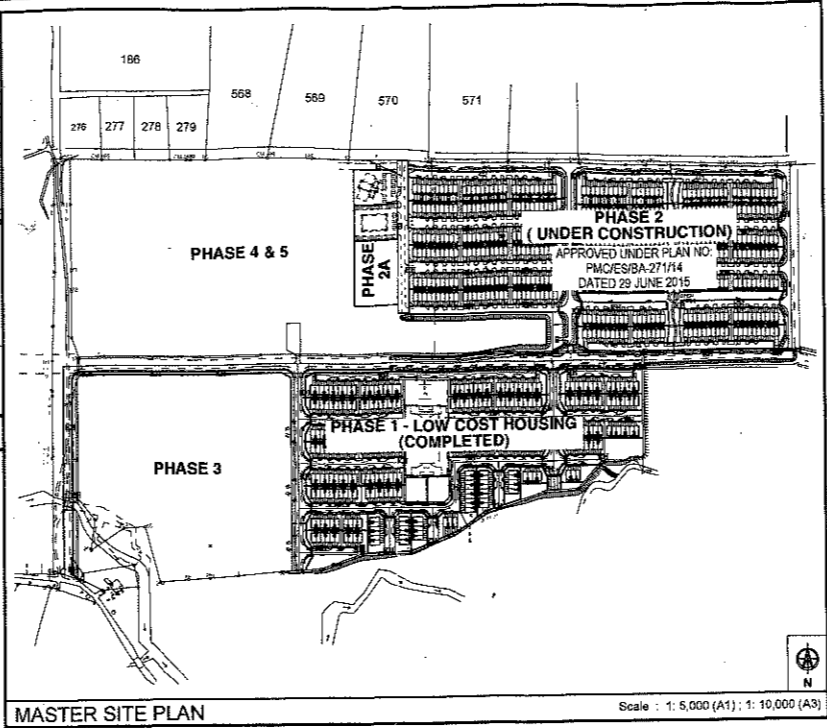 186
568
569
570
571
276
277
278
279
PHASE 2
( UNDER CONSTRUCTION)
APPROVED UNDER PLAN NO:
PMC/ES/BA-271/14
DATED 29 JUNE 2015
PHASE 4 & 5
PHASE
2A
PHASE 1 - LOW COST HOUSING
(COMPLETED)
PHASE 3
N
MASTER SITE PLAN
Scale : 1: 5,000 (A1) ; 1: 10,000 (A3)